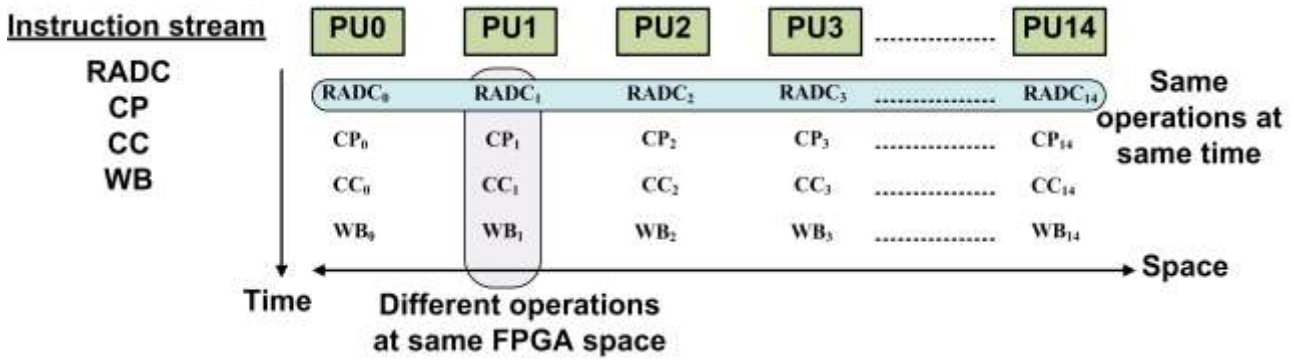 Instruction stream PU0 PU1 PU2 PU3 .................... PU14
RADC RADC₀ RADC₁ RADC₂ RADC₃ .................... RADC₁₄ Same
CP CP₀ CP₁ CP₂ CP₃ .................... CP₁₄ operations at
CC CC₀ CC₁ CC₂ CC₃ .................... CC₁₄ same time
WB WB₀ WB₁ WB₂ WB₃ .................... WB₁₄
Space
Time Different operations
at same FPGA space